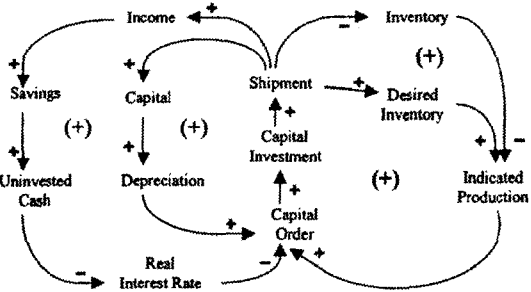 Income
+
-
Inventory
+
+
(+)
Savings
Capital
Shipment
+
Desired
Inventory
(+)
(+)
+
+
+
+
-
Capital
Investment
Uninvested
Cash
Depreciation
(+)
Indicated
Production
+
+
Capital
Order
+
-
Real
Interest Rate
-